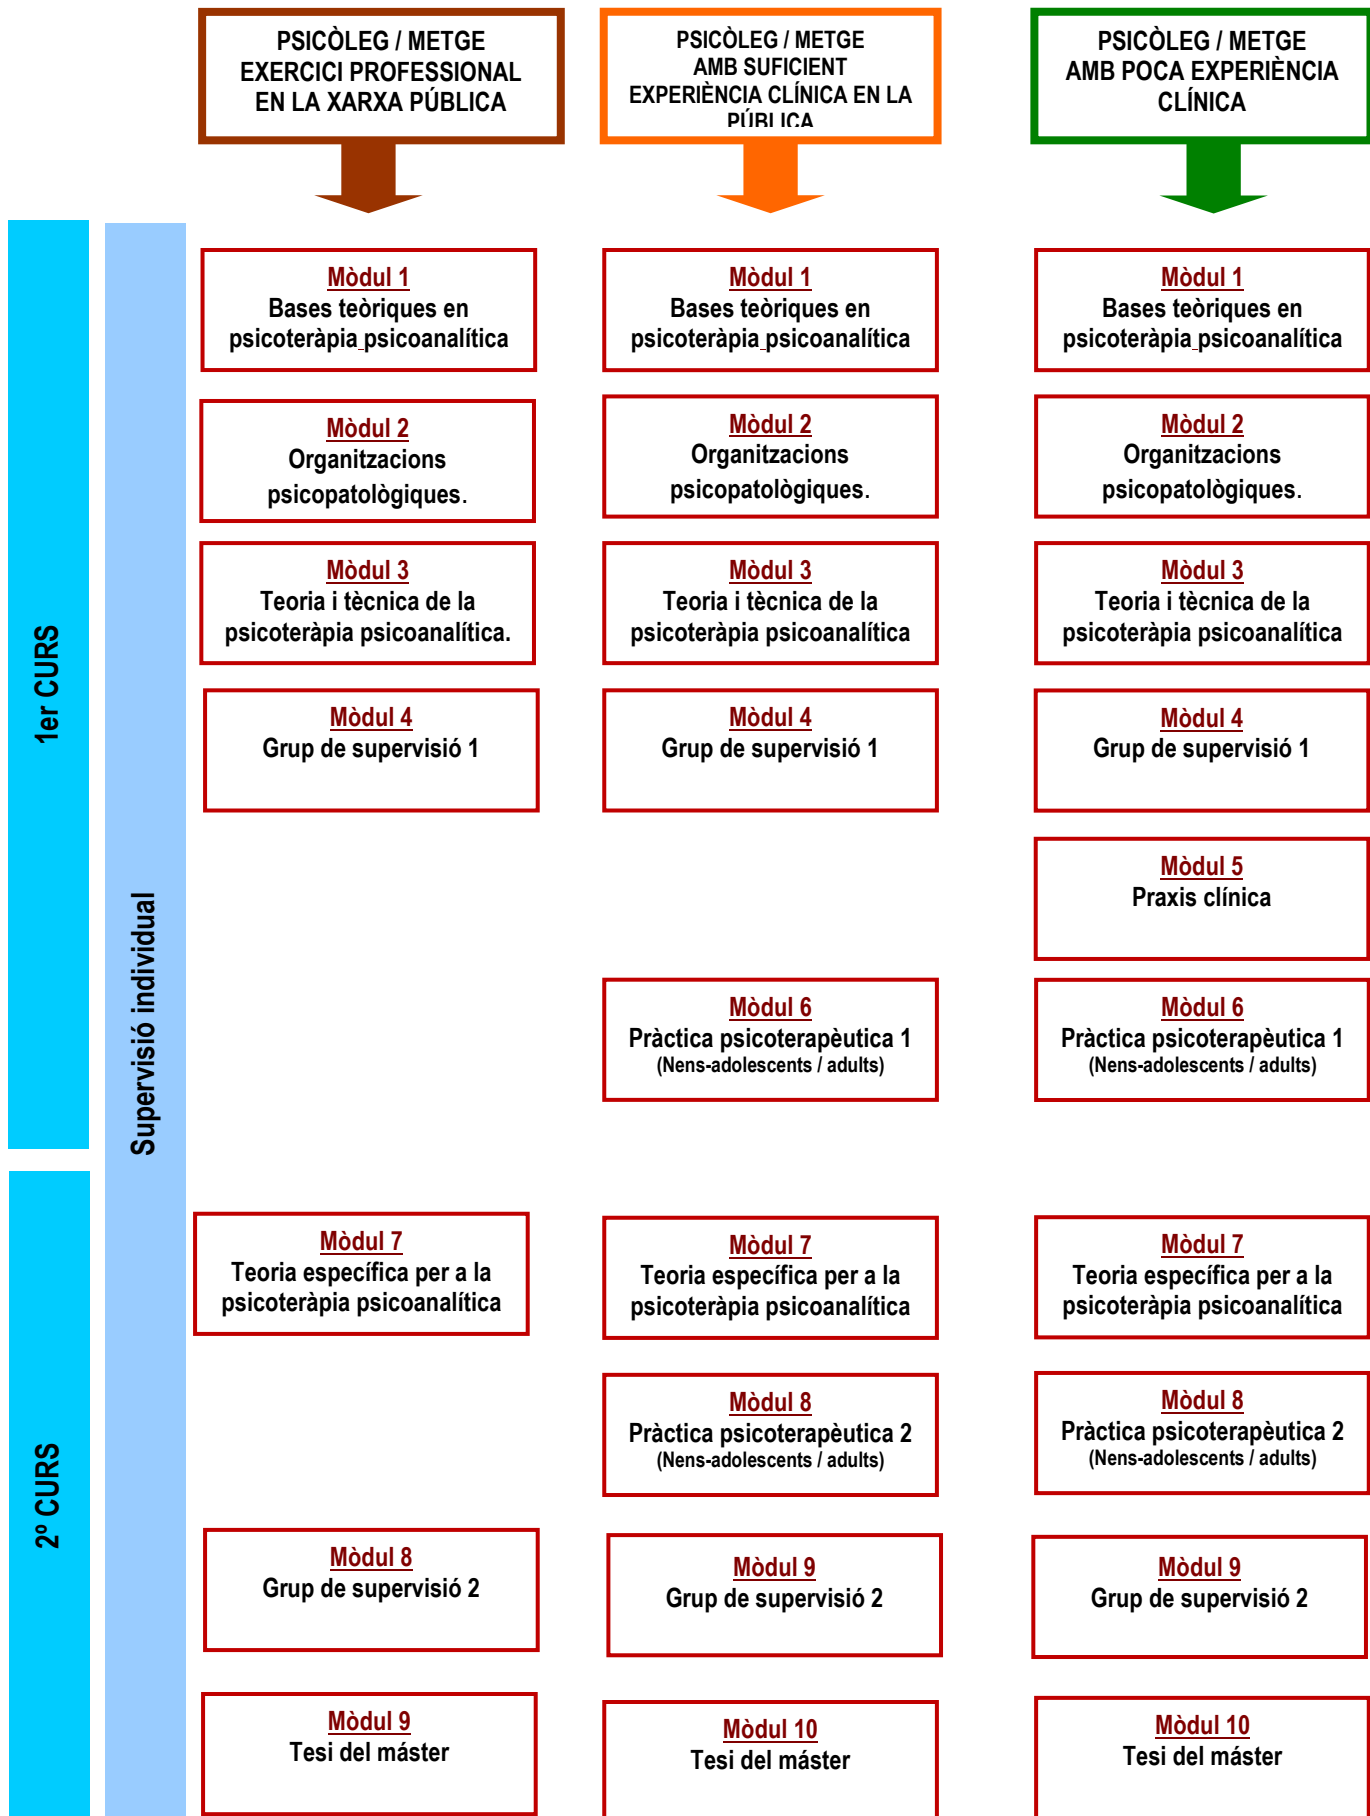 PSICÒLEG / METGE
EXERCICI PROFESSIONAL
EN LA XARXA PÚBLICA
PSICÒLEG / METGE
AMB SUFICIENT
EXPERIÈNCIA CLÍNICA EN LA
PÚBLICA
PSICÒLEG / METGE
AMB POCA EXPERIÈNCIA
CLÍNICA
1er CURS
Supervisió individual
Mòdul 1
Bases teòriques en
psicoteràpia psicoanalítica
Mòdul 1
Bases teòriques en
psicoteràpia psicoanalítica
Mòdul 1
Bases teòriques en
psicoteràpia psicoanalítica
Mòdul 2
Organitzacions
psicopatològiques.
Mòdul 2
Organitzacions
psicopatològiques.
Mòdul 2
Organitzacions
psicopatològiques.
Mòdul 3
Teoria i tècnica de la
psicoteràpia psicoanalítica.
Mòdul 3
Teoria i tècnica de la
psicoteràpia psicoanalítica
Mòdul 3
Teoria i tècnica de la
psicoteràpia psicoanalítica
Mòdul 4
Grup de supervisió 1
Mòdul 4
Grup de supervisió 1
Mòdul 4
Grup de supervisió 1
Mòdul 5
Praxis clínica
Mòdul 6
Pràctica psicoterapèutica 1
(Nens-adolescents / adults)
Mòdul 6
Pràctica psicoterapèutica 1
(Nens-adolescents / adults)
2º CURS
Mòdul 7
Teoria específica per a la
psicoteràpia psicoanalítica
Mòdul 7
Teoria específica per a la
psicoteràpia psicoanalítica
Mòdul 7
Teoria específica per a la
psicoteràpia psicoanalítica
Mòdul 8
Pràctica psicoterapèutica 2
(Nens-adolescents / adults)
Mòdul 8
Pràctica psicoterapèutica 2
(Nens-adolescents / adults)
Mòdul 8
Grup de supervisió 2
Mòdul 9
Grup de supervisió 2
Mòdul 9
Grup de supervisió 2
Mòdul 9
Tesi del máster
Mòdul 10
Tesi del máster
Mòdul 10
Tesi del máster